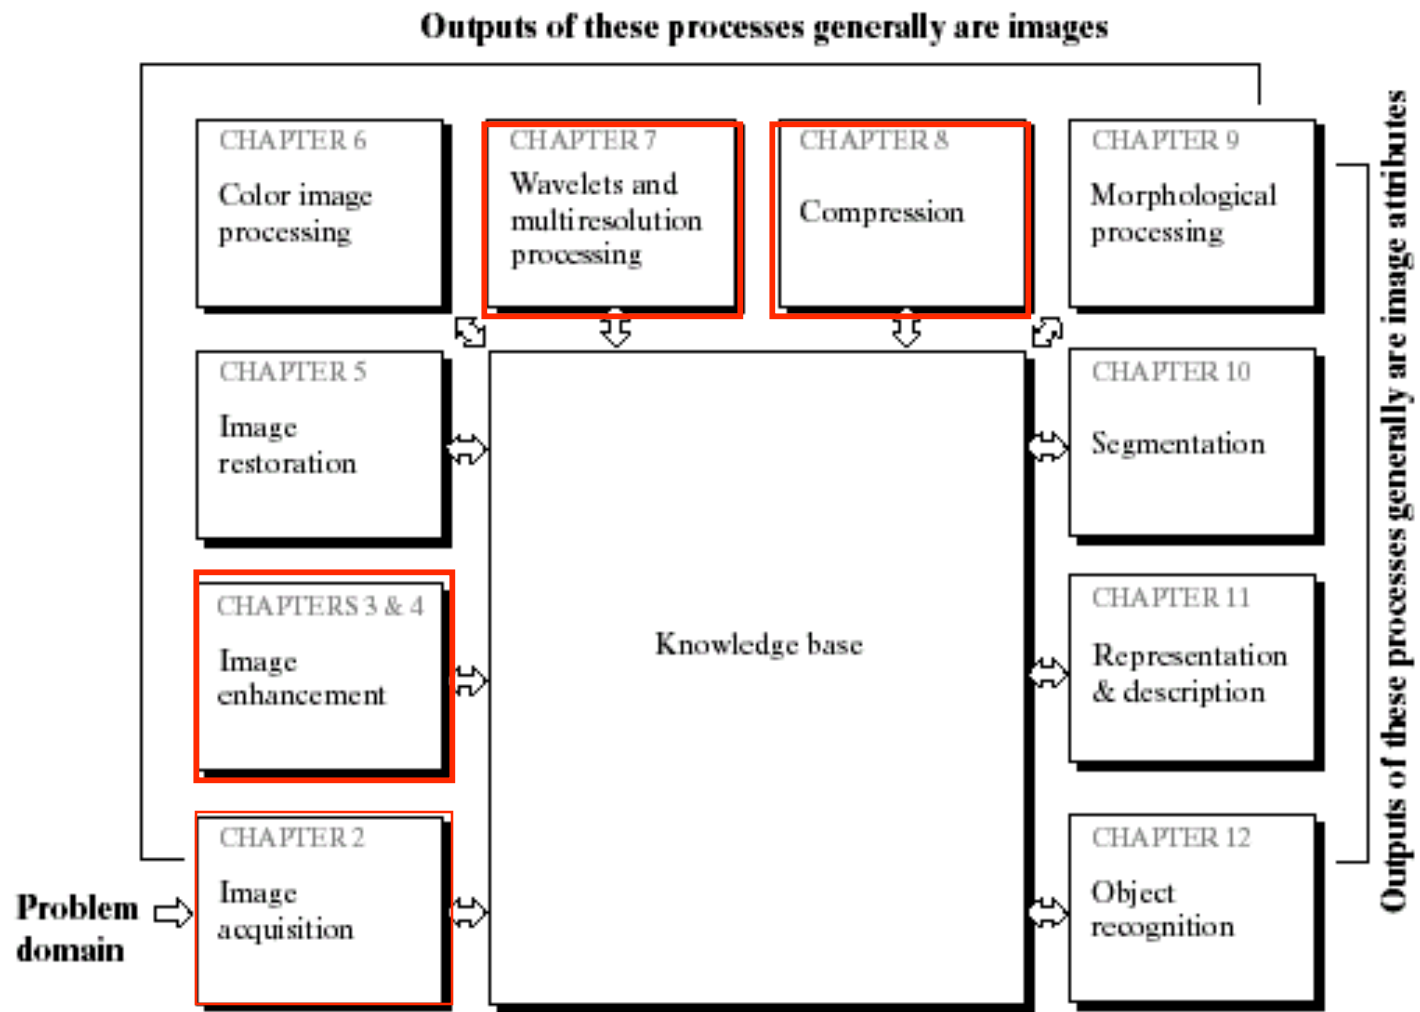 Outputs of these processes generally are images
CHAPTER 6
Color image
processing
CHAPTER 7
Wavelets and
multiresolution
processing
CHAPTER 8
Compression
CHAPTER 9
Morphological
processing
CHAPTER 5
Image
restoration
CHAPTER 10
Segmentation
CHAPTERS 3 & 4
Image
enhancement
Knowledge base
CHAPTER 11
Representation
& description
CHAPTER 2
Image
acquisition
CHAPTER 12
Object
recognition
Problem
domain
Outputs of these processes generally are image attributes